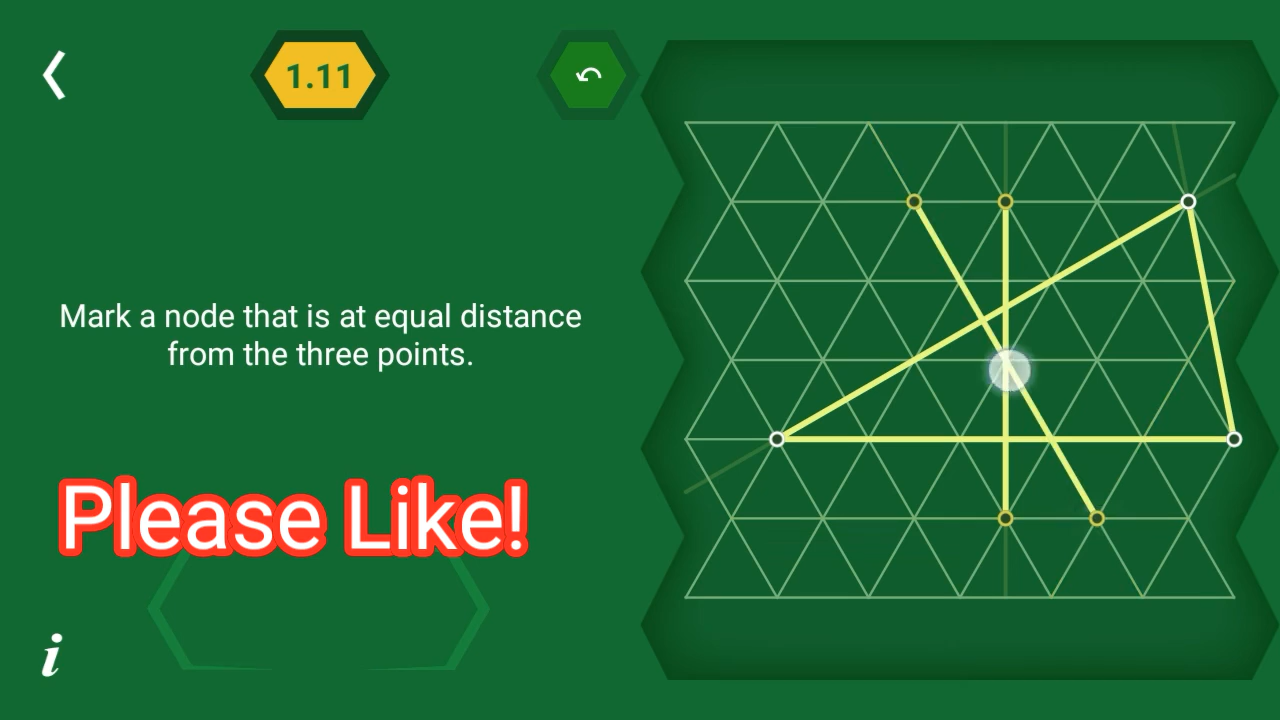 1.11
Mark a node that is at equal distance
from the three points.
Please Like!
i